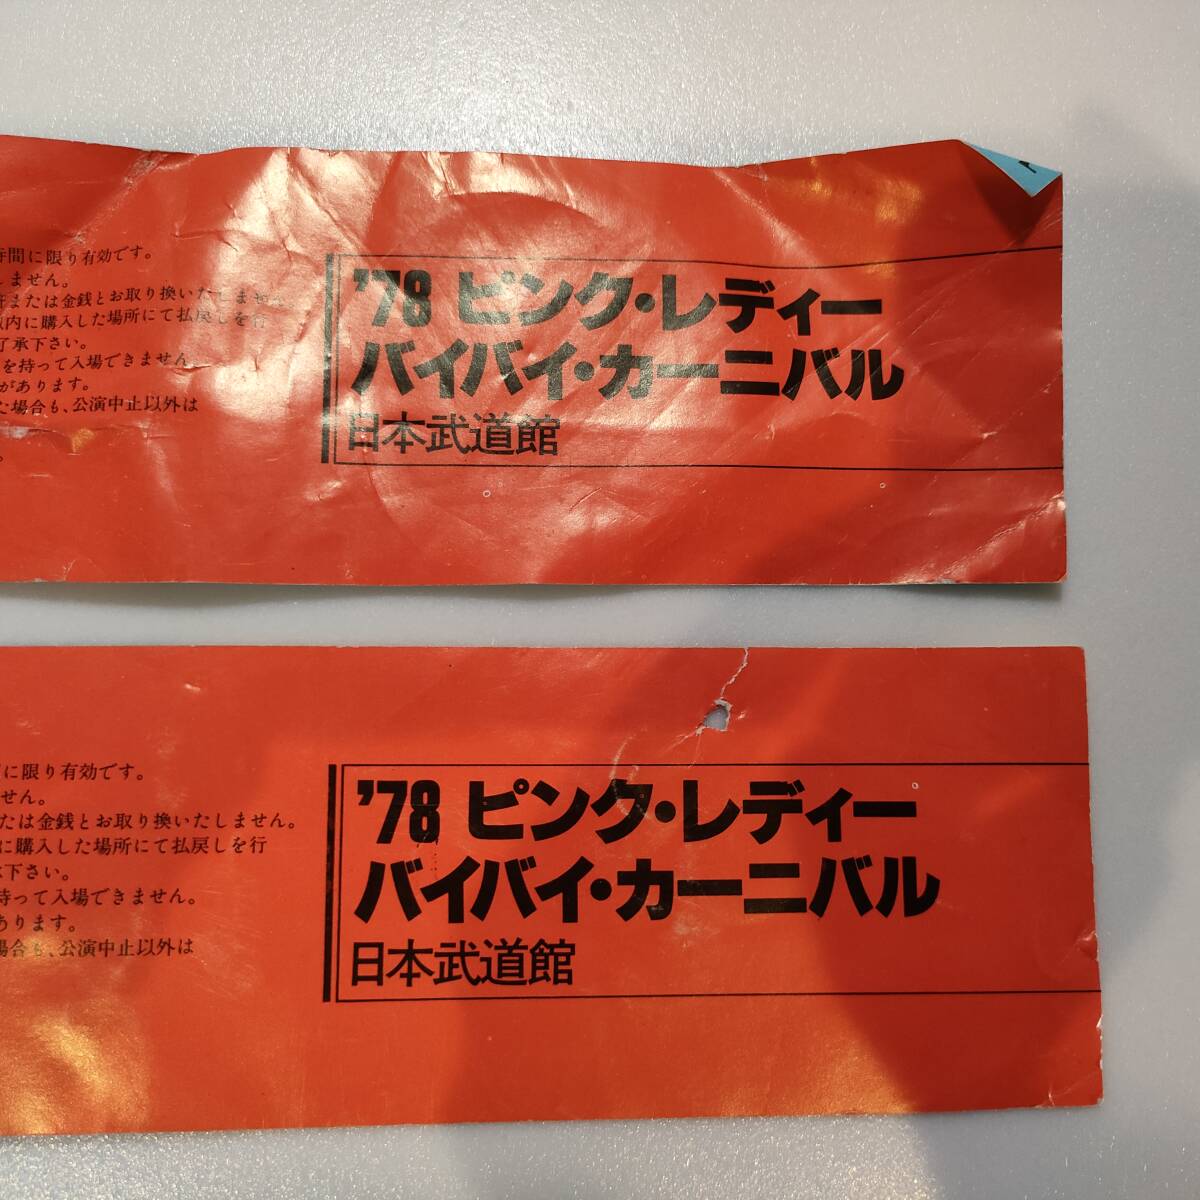 間に限り有効です。
しません。
または金銭とお取り換いたしません。
内に購入した場所にて払戻しを行
了承下さい。
を持って入場できません。
があります。
た場合も、公演中止以外は
'78 ピンク・レディー
バイバイ・カーニバル
日本武道館
に限り有効です。
せん。
たは金銭とお取り換いたしません。
に購入した場所にて払戻しを行
下さい。
持って入場できません。
あります。
場合も、公演中止以外は
'78 ピンク・レディー
バイバイ・カーニバル
日本武道館